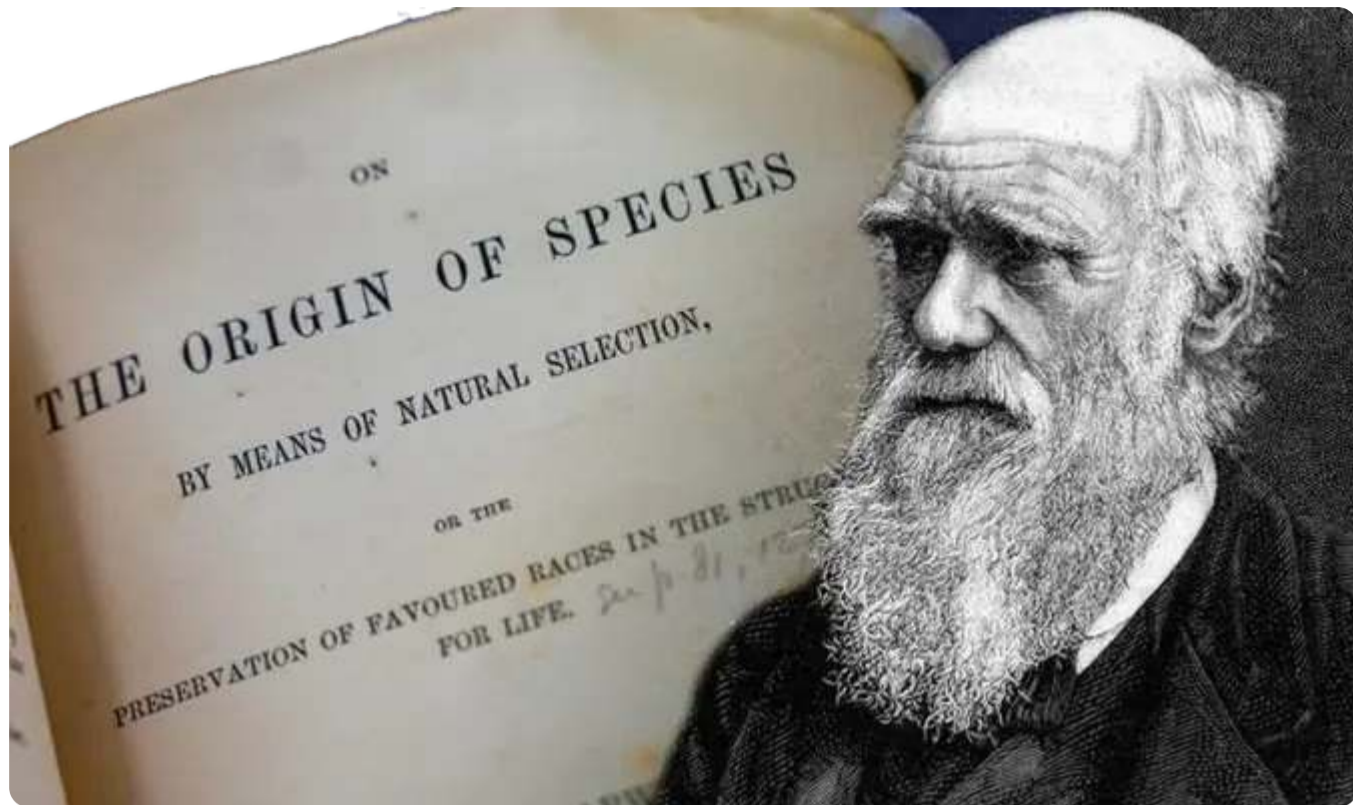 ON
THE ORIGIN OF SPECIES
BY MEANS OF NATURAL SELECTION,
OR THE
PRESERVATION OF FAVOURED RACES IN THE
FOR LIFE. p. 81,